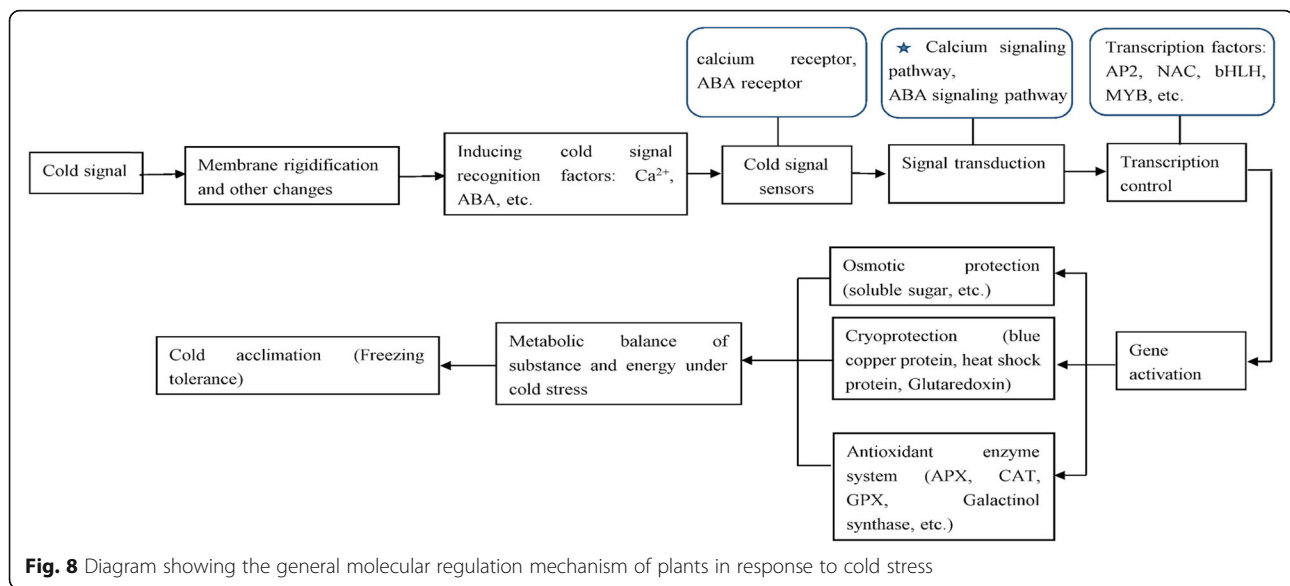 calcium receptor,
ABA receptor
★ Calcium signaling
pathway,
ABA signaling pathway
Transcription factors:
AP2, NAC, bHLH,
MYB, etc.
Cold signal
Membrane rigidification
and other changes
Inducing cold signal
recognition factors: Ca²⁺,
ABA, etc.
Cold signal
sensors
Signal transduction
Transcription
control
Osmotic protection
(soluble sugar, etc.)
Cold acclimation (Freezing
tolerance)
Metabolic balance of
substance and energy under
cold stress
Cryoprotection (blue
copper protein, heat shock
protein, Glutaredoxin)
Gene
activation
Antioxidant enzyme
system (APX, CAT,
GPX, Galactinol
synthase, etc.)
Fig. 8 Diagram showing the general molecular regulation mechanism of plants in response to cold stress